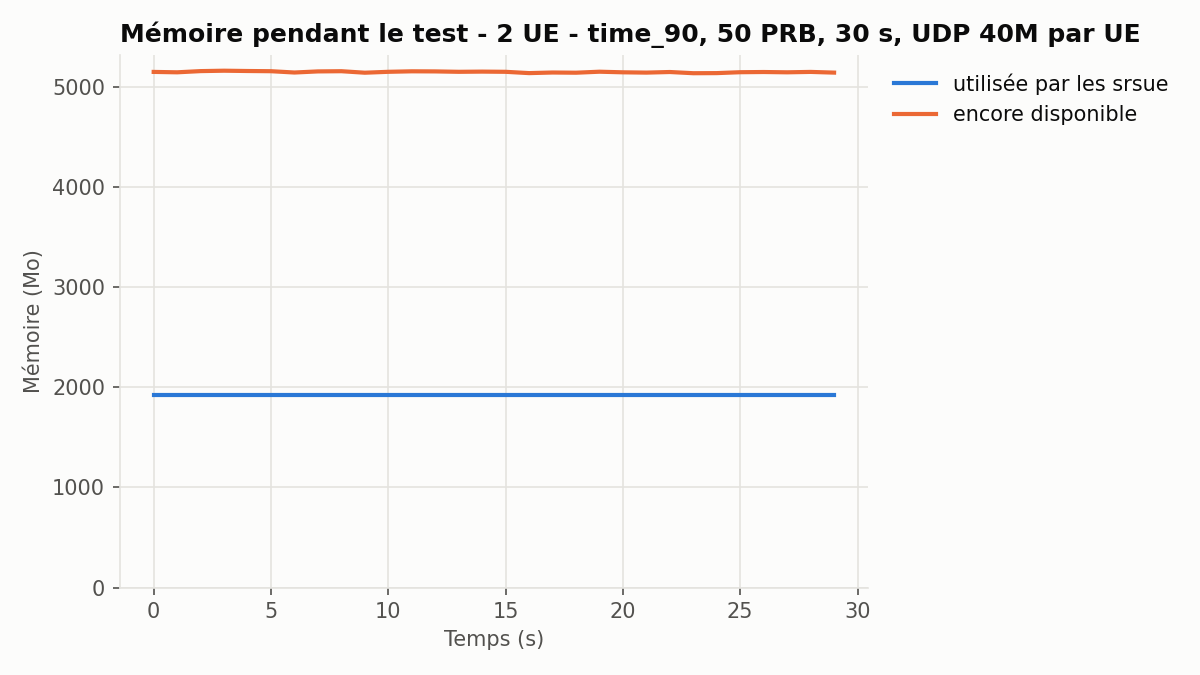 Mémoire pendant le test - 2 UE - time_90, 50 PRB, 30 s, UDP 40M par UE
utilisée par les srsue
encore disponible
Mémoire (Mo)
5000
4000
3000
2000
1000
0
0 5 10 15 20 25 30
Temps (s)